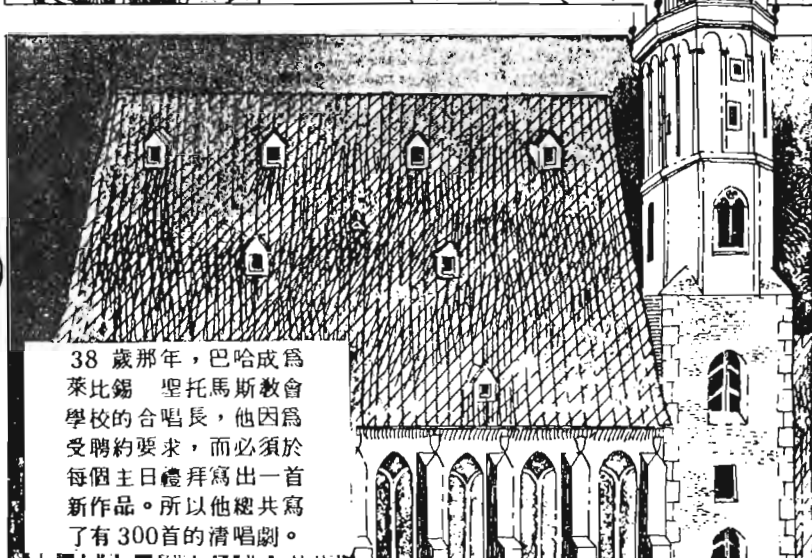 38 歲那年，巴哈成爲
萊比錫　聖托馬斯教會
學校的合唱長，他因爲
受聘約要求，而必須於
每個主日禮拜寫出一首
新作品。所以他總共寫
了有300首的清唱劇。